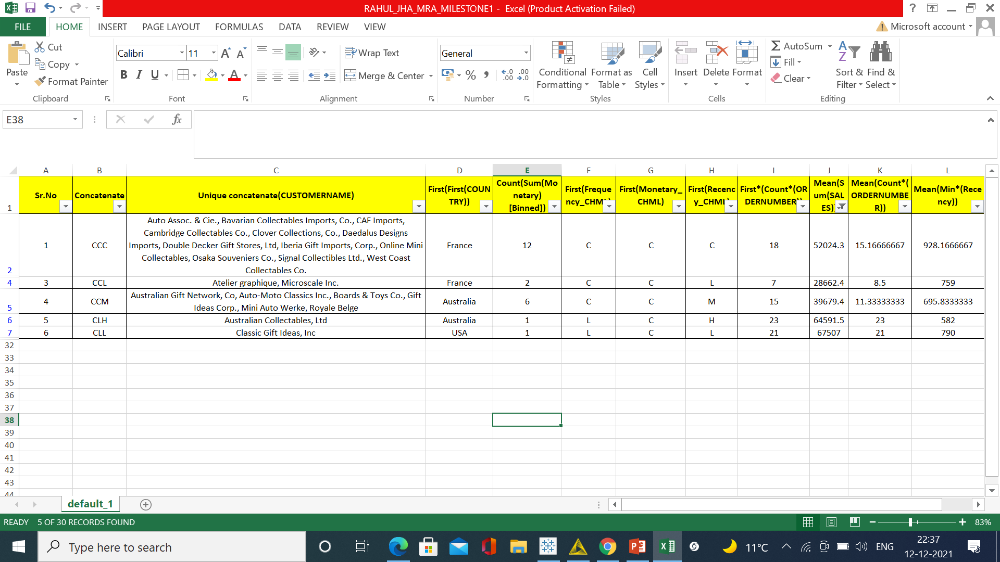 RAHUL_JHA_MRA_MILESTONE1 - Excel (Product Activation Failed)
FILE HOME INSERT PAGE LAYOUT FORMULAS DATA REVIEW VIEW Microsoft account
Paste Cut Copy Format Painter Clipboard
Calibri 11 B I U Font
Wrap Text Merge & Center Alignment
General % Number
Conditional Formatting Format as Table Cell Styles Styles
Insert Delete Format Cells
AutoSum Fill Clear Sort & Filter Find & Select Editing
E38 fx
A B C D E F G H I J K L
1 Sr.No Concatenate Unique concatenate(CUSTOMERNAME) First(First(COUNTRY)) Count(Sum(Monetary) [Binned]) First(Frequency_CHML) First(Monetary_CHML) First(Recency_CHML) First*(Count*(ORDERNUMBER)) Mean(Sum(SALES)) Mean(Count*(ORDERNUMBER)) Mean(Min*(Recency))
2 1 CCC Auto Assoc. & Cie., Bavarian Collectables Imports, Co., CAF Imports, Cambridge Collectables Co., Clover Collections, Co., Daedalus Designs Imports, Double Decker Gift Stores, Ltd, Iberia Gift Imports, Corp., Online Mini Collectables, Osaka Souveniers Co., Signal Collectibles Ltd., West Coast Collectables Co. France 12 C C C 18 52024.3 15.16666667 928.1666667
4 3 CCL Atelier graphique, Microscale Inc. France 2 C C L 7 28662.4 8.5 759
5 4 CCM Australian Gift Network, Co, Auto-Moto Classics Inc., Boards & Toys Co., Gift Ideas Corp., Mini Auto Werke, Royale Belge Australia 6 C C M 15 39679.4 11.33333333 695.8333333
6 5 CLH Australian Collectables, Ltd Australia 1 L C H 23 64591.5 23 582
7 6 CLL Classic Gift Ideas, Inc USA 1 L C L 21 67507 21 790
32
33
34
35
36
37
38
39
40
41
42
43
44
default_1
READY 5 OF 30 RECORDS FOUND 83%
Type here to search 11°C ENG 22:37
12-12-2021